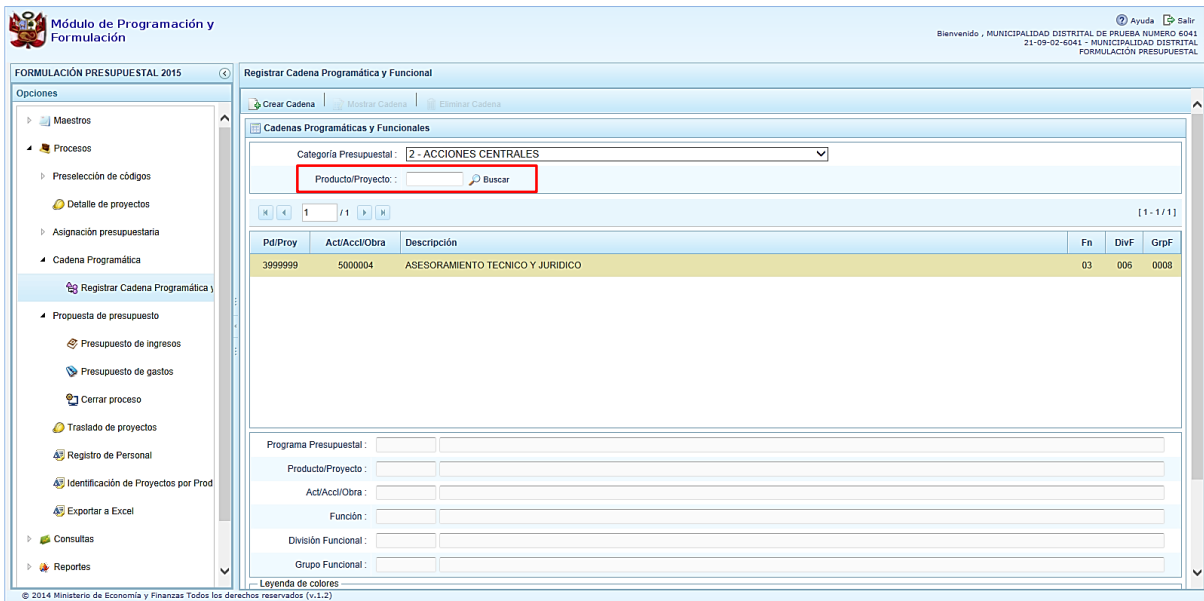 Módulo de Programación y
Formulación
Ayuda Salir
Bienvenido , MUNICIPALIDAD DISTRITAL DE PRUEBA NUMERO 6041
21-09-02-6041 - MUNICIPALIDAD DISTRITAL
FORMULACIÓN PRESUPUESTAL
FORMULACIÓN PRESUPUESTAL 2015
Opciones
Maestros
Procesos
Preselección de códigos
Detalle de proyectos
Asignación presupuestaria
Cadena Programática
Registrar Cadena Programática y
Propuesta de presupuesto
Presupuesto de ingresos
Presupuesto de gastos
Cerrar proceso
Traslado de proyectos
Registro de Personal
Identificación de Proyectos por Prod
Exportar a Excel
Consultas
Reportes
Registrar Cadena Programática y Funcional
Crear Cadena Mostrar Cadena Eliminar Cadena
Cadenas Programáticas y Funcionales
Categoría Presupuestal : 2 - ACCIONES CENTRALES
Producto/Proyecto: : Buscar
1 / 1 [ 1 - 1 / 1 ]
Pd/Proy Act/AccI/Obra Descripción Fn DivF GrpF
3999999 5000004 ASESORAMIENTO TECNICO Y JURIDICO 03 006 0008
Programa Presupuestal :
Producto/Proyecto :
Act/AccI/Obra :
Función :
División Funcional :
Grupo Funcional :
Leyenda de colores
© 2014 Ministerio de Economía y Finanzas Todos los derechos reservados (v.1.2)